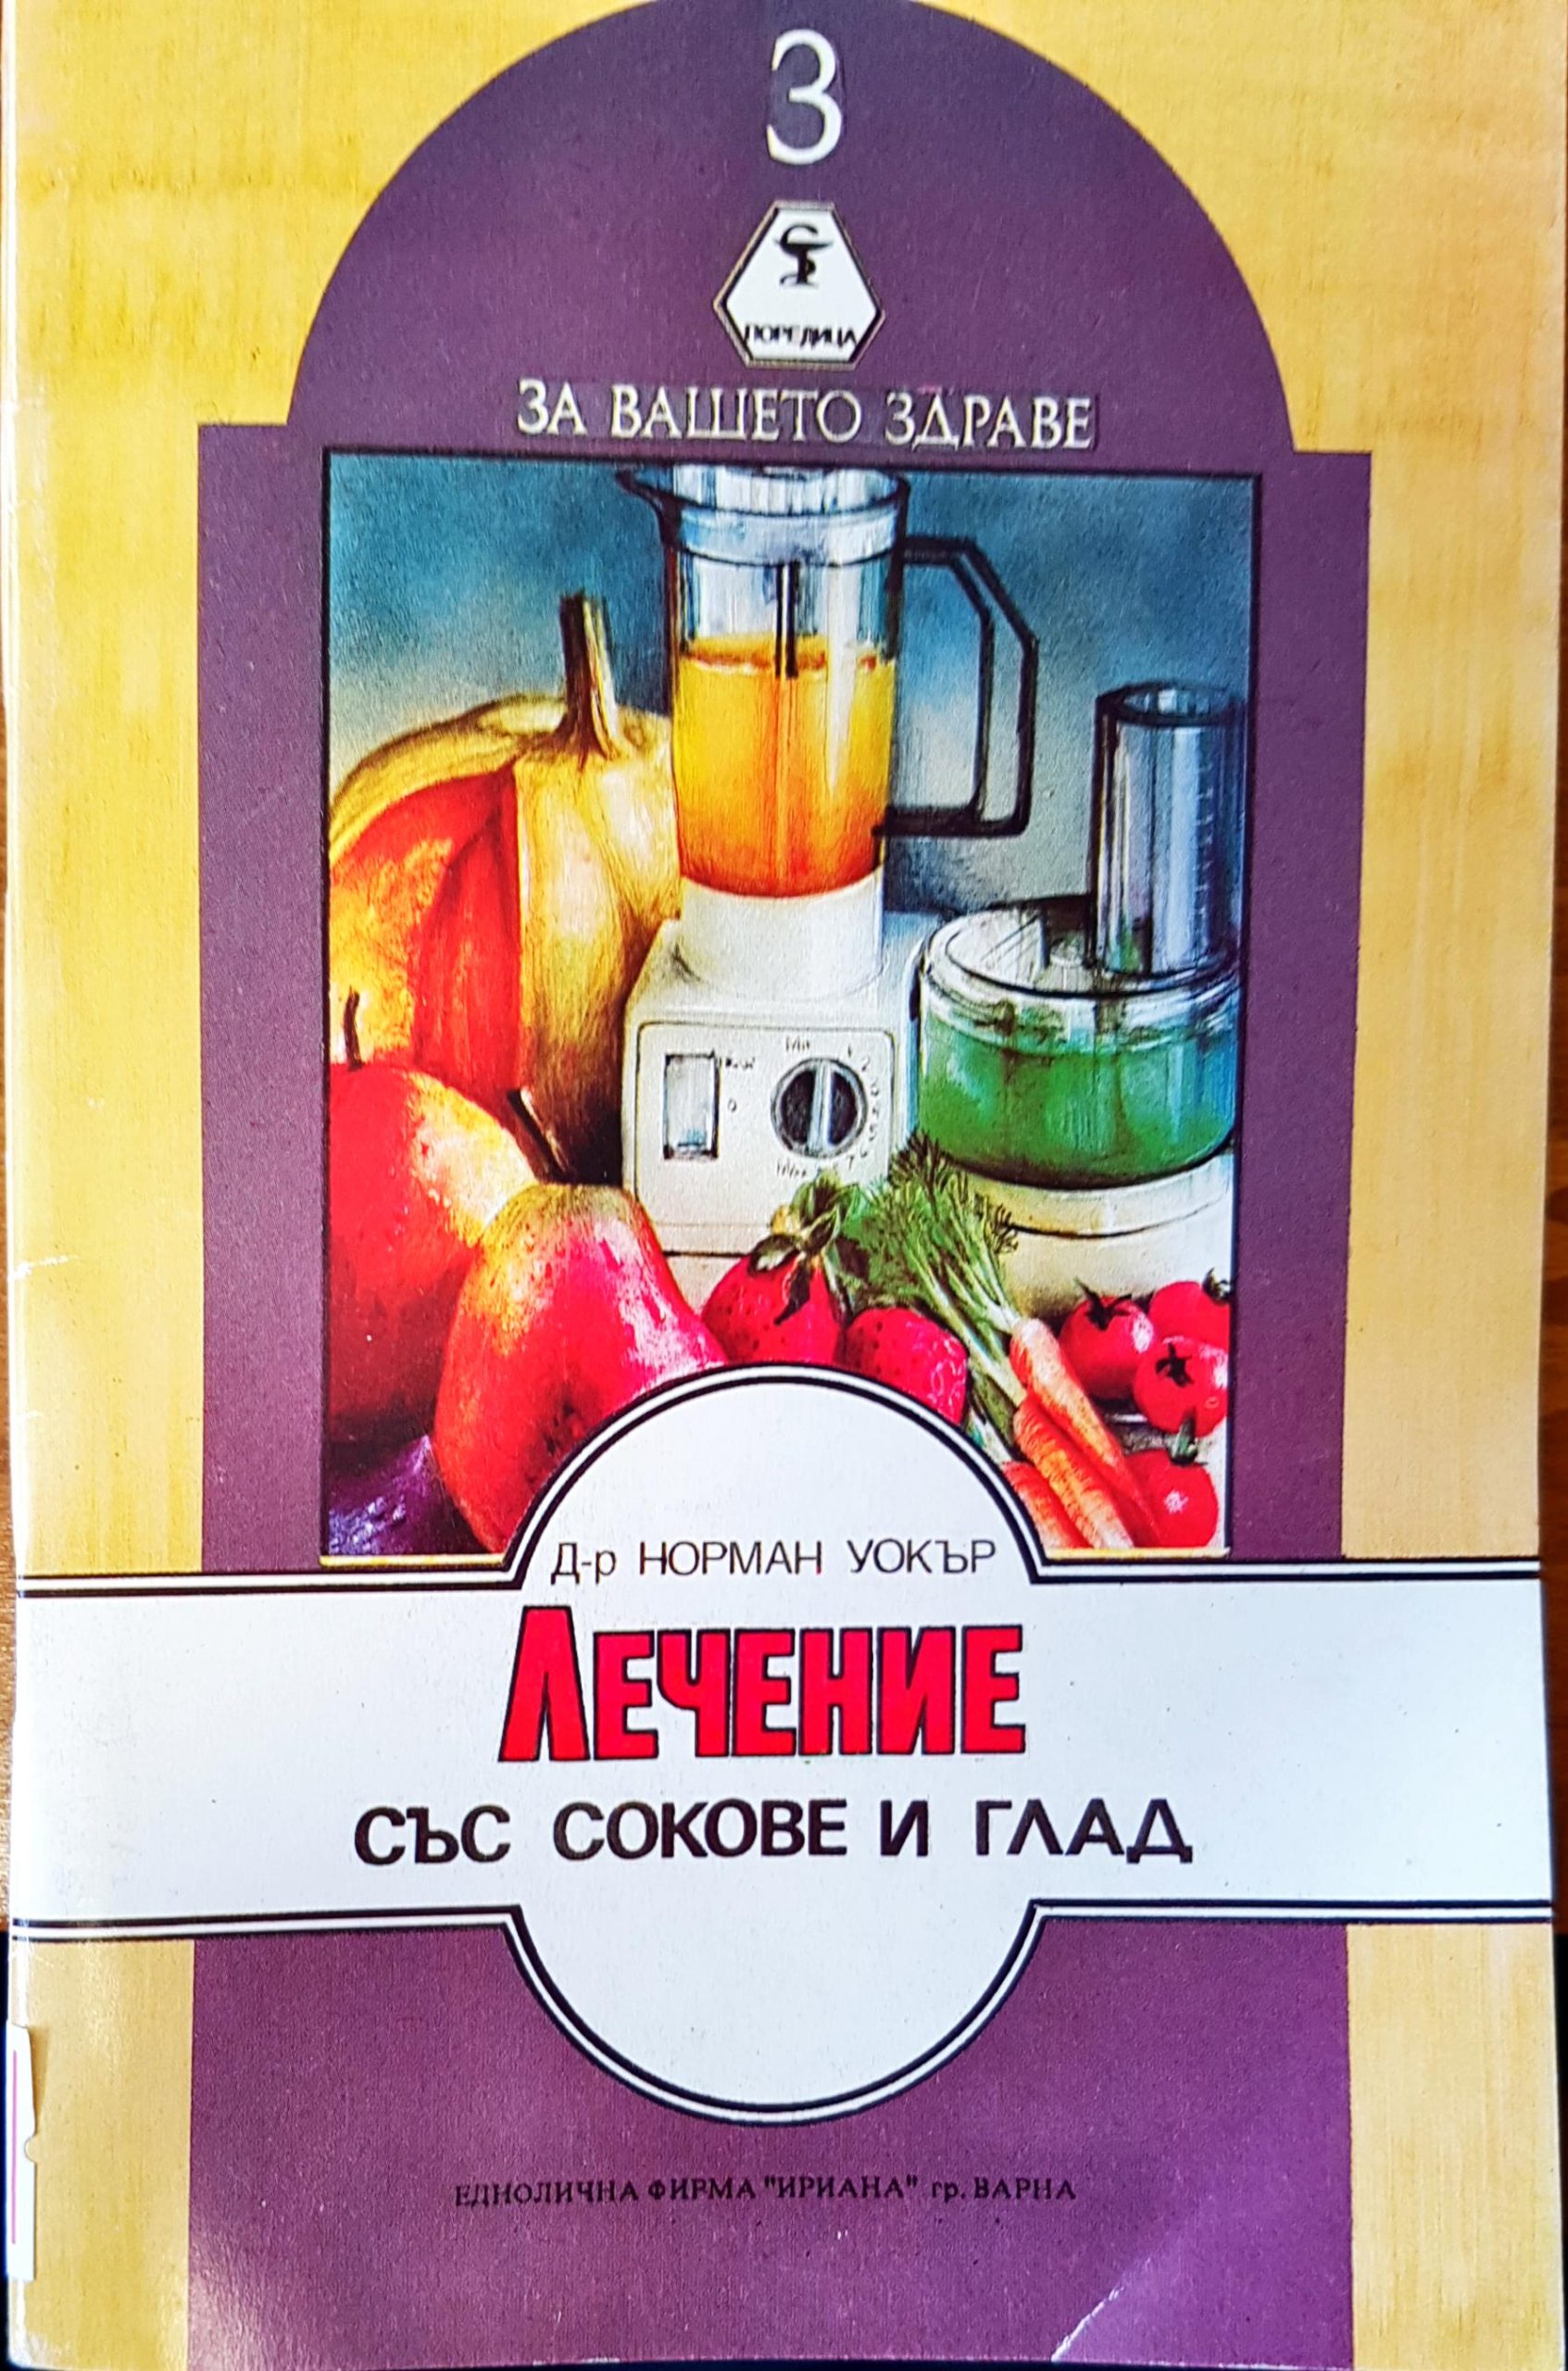 3
ПОРЕДИЦА
ЗА ВАШЕТО ЗДРАВЕ
Д-р НОРМАН УОКЪР
ЛЕЧЕНИЕ
СЪС СОКОВЕ И ГЛАД
ЕДНОЛИЧНА ФИРМА "ИРИАНА" гр. ВАРНА